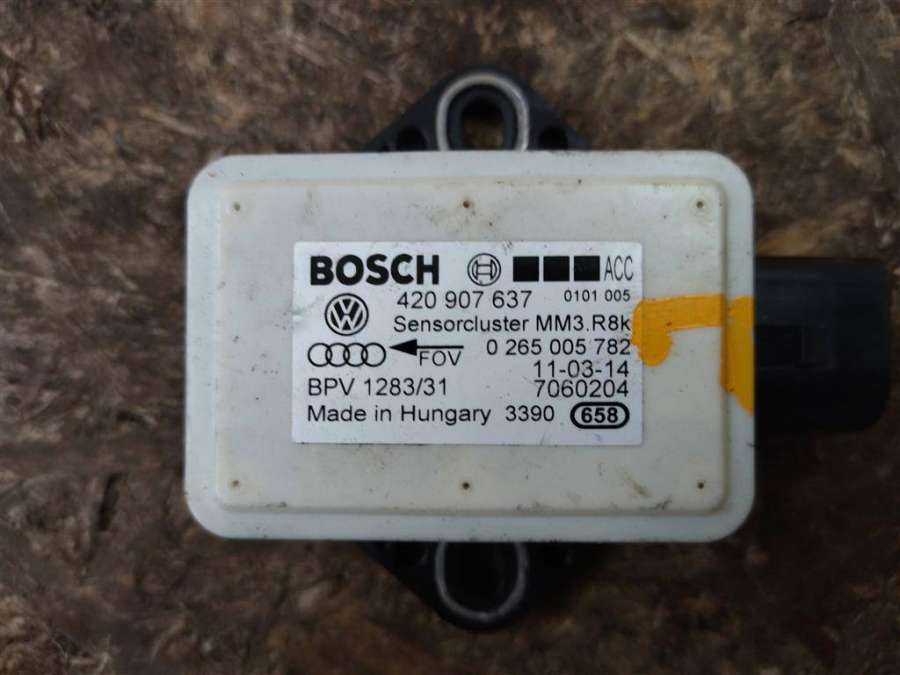 BOSCH ACC
420 907 637 0101 005
Sensorcluster MM3.R8k
FOV 0 265 005 782
11-03-14
BPV 1283/31 7060204
Made in Hungary 3390 658